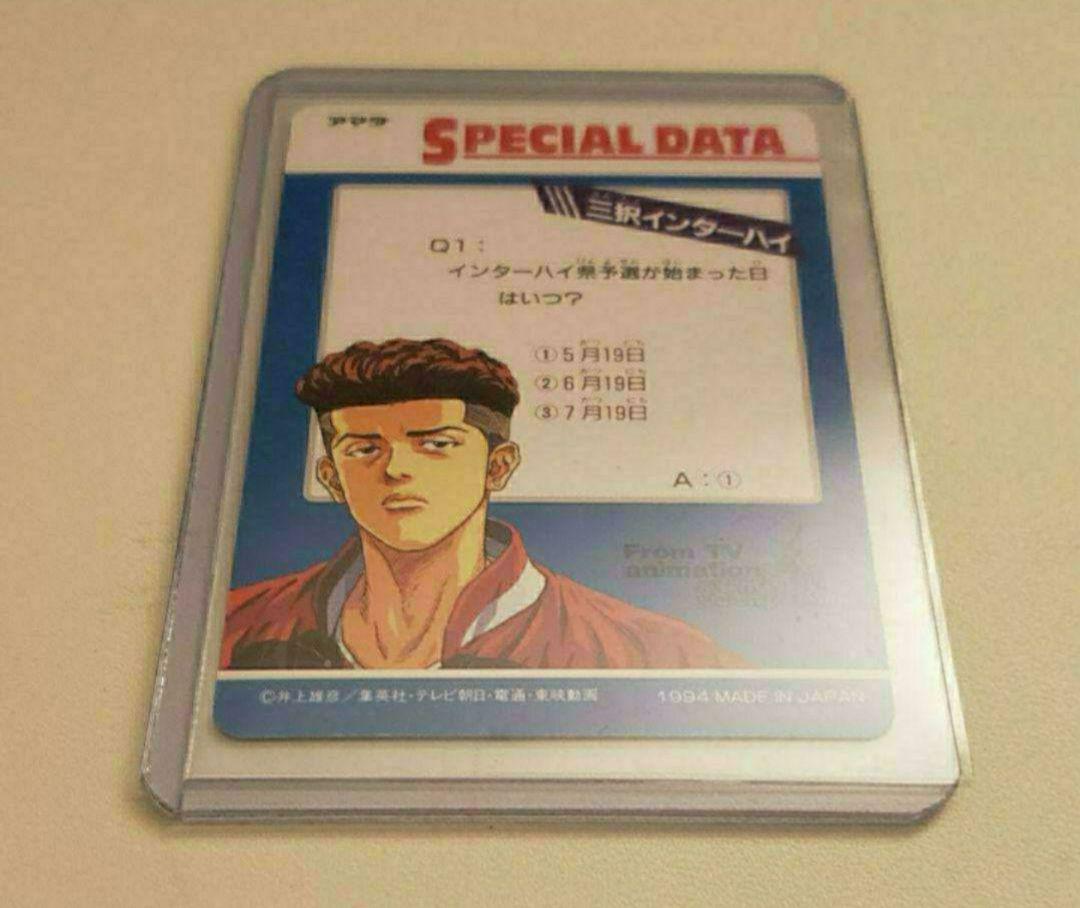 アマダ
SPECIAL DATA
三択インターハイ
Q1：
インターハイ県予選が始まった日
はいつ？
①5月19日
②6月19日
③7月19日
A：①
From TV
animation
©井上雄彦／集英社・テレビ朝日・電通・東映動画
1994 MADE IN JAPAN